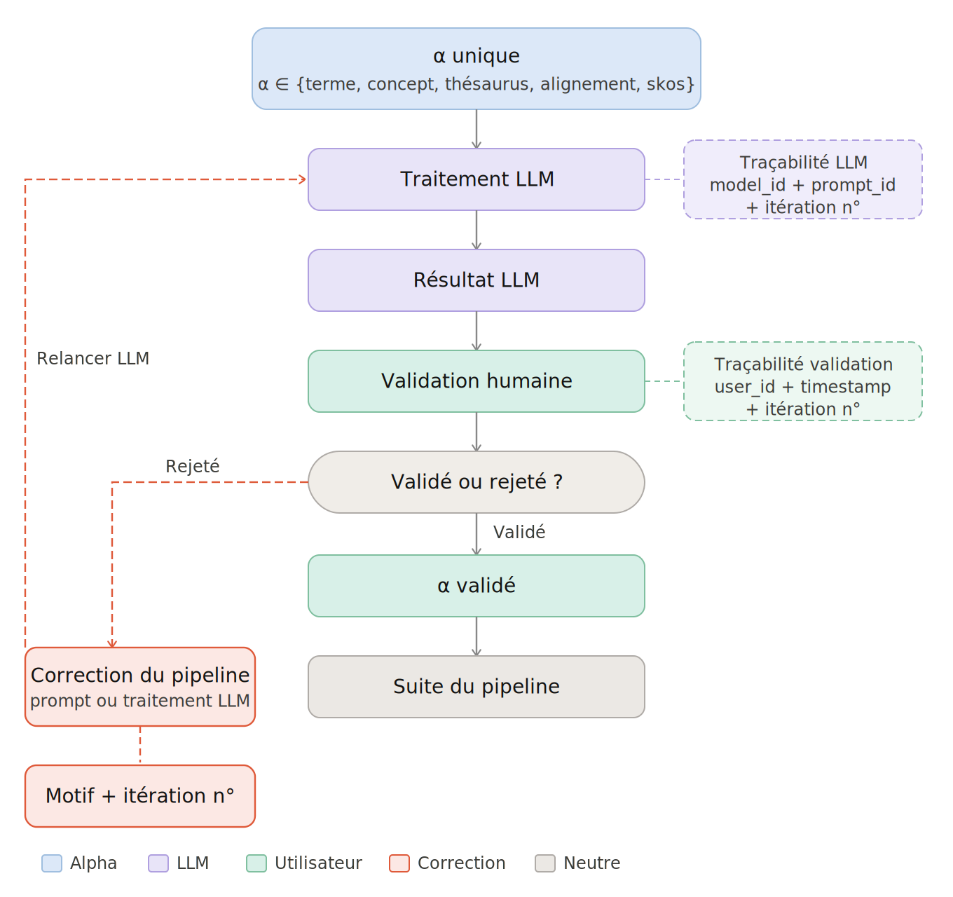 α unique
α ∈ {terme, concept, thésaurus, alignement, skos}
Traitement LLM
Traçabilité LLM
model_id + prompt_id
+ itération n°
Résultat LLM
Relancer LLM
Validation humaine
Traçabilité validation
user_id + timestamp
+ itération n°
Rejeté
Validé ou rejeté ?
Validé
α validé
Correction du pipeline
prompt ou traitement LLM
Suite du pipeline
Motif + itération n°
Alpha
LLM
Utilisateur
Correction
Neutre